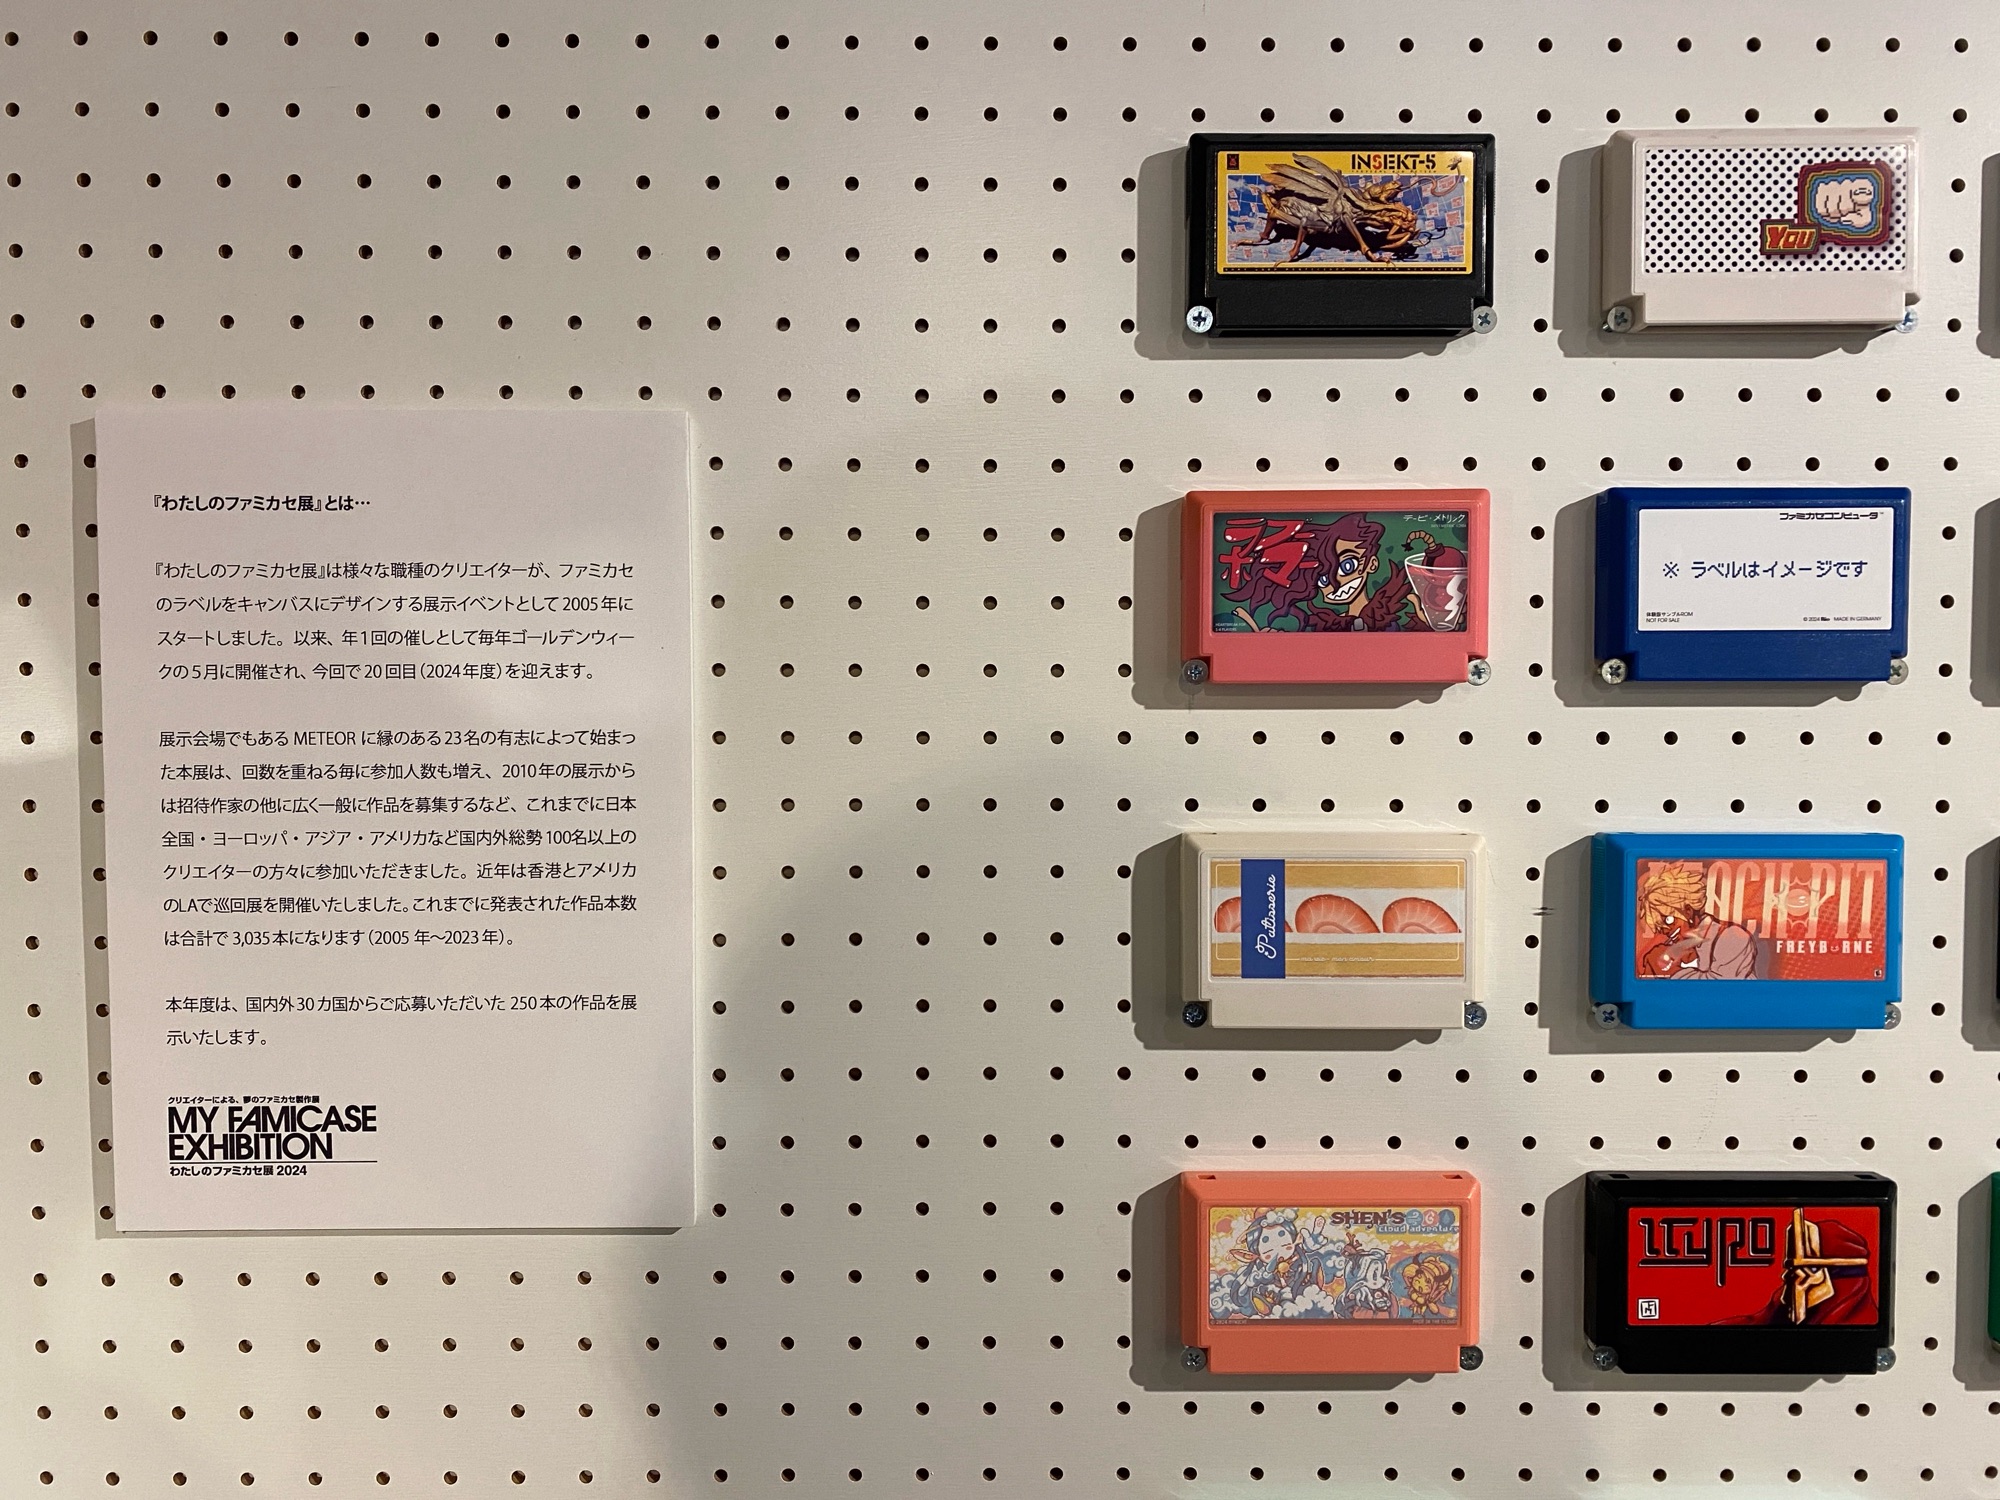 『わたしのファミカセ展』とは…
『わたしのファミカセ展』は様々な職種のクリエイターが、ファミカセ
のラベルをキャンバスにデザインする展示イベントとして2005年に
スタートしました。以来、年1回の催しとして毎年ゴールデンウィー
クの5月に開催され、今回で20回目(2024年度)を迎えます。
展示会場でもある METEOR に縁のある23名の有志によって始まっ
た本展は、回数を重ねる毎に参加人数も増え、2010年の展示から
は招待作家の他に広く一般に作品を募集するなど、これまでに日本
全国・ヨーロッパ・アジア・アメリカなど国内外総勢100名以上の
クリエイターの方々に参加いただきました。近年は香港とアメリカ
のLAで巡回展を開催いたしました。これまでに発表された作品本数
は合計で3,035本になります(2005年〜2023年)。
本年度は、国内外30カ国からご応募いただいた250本の作品を展
示いたします。
クリエイターによる、夢のファミカセ製作展
MY FAMICASE
EXHIBITION
わたしのファミカセ展 2024
INSEKT-5
YOU
ラブ
ボマー
デービ・メトリック
ファミカセコンピュータ
※ ラベルはイメージです
体験版サンプルROM
NOT FOR SALE
©2024
MADE IN GERMANY
Patisserie
ACH PIT
FREYBORNE
SHEN'S
cloud adventure
MADE IN THE CLOUDS